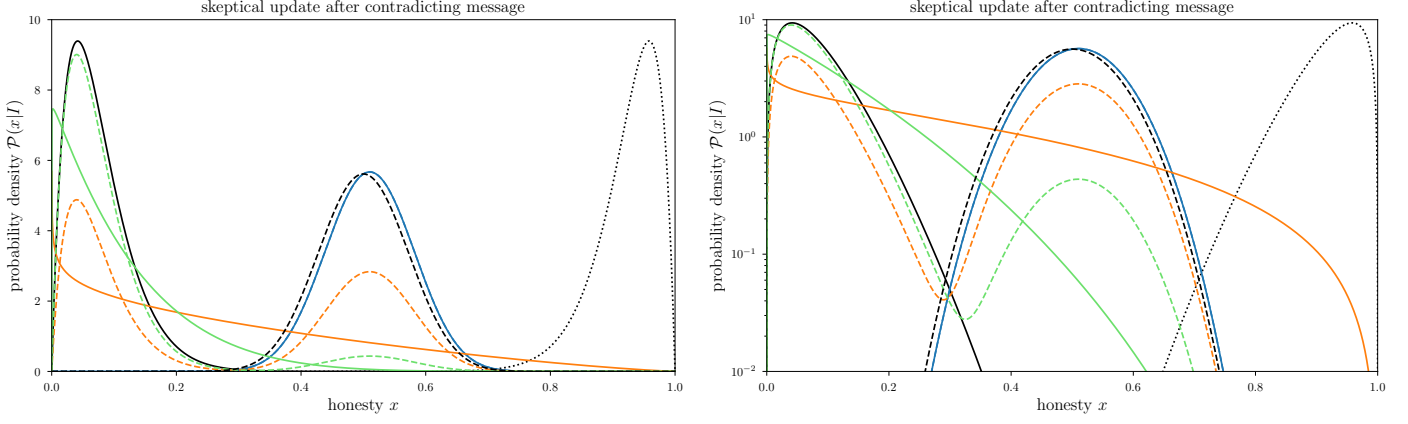 skeptical update after contradicting message
probability density 𝒫(x|I)
10
8
6
4
2
0
0.0 0.2 0.4 0.6 0.8 1.0
honesty x
skeptical update after contradicting message
probability density 𝒫(x|I)
10¹
10⁰
10⁻¹
10⁻²
0.0 0.2 0.4 0.6 0.8 1.0
honesty x